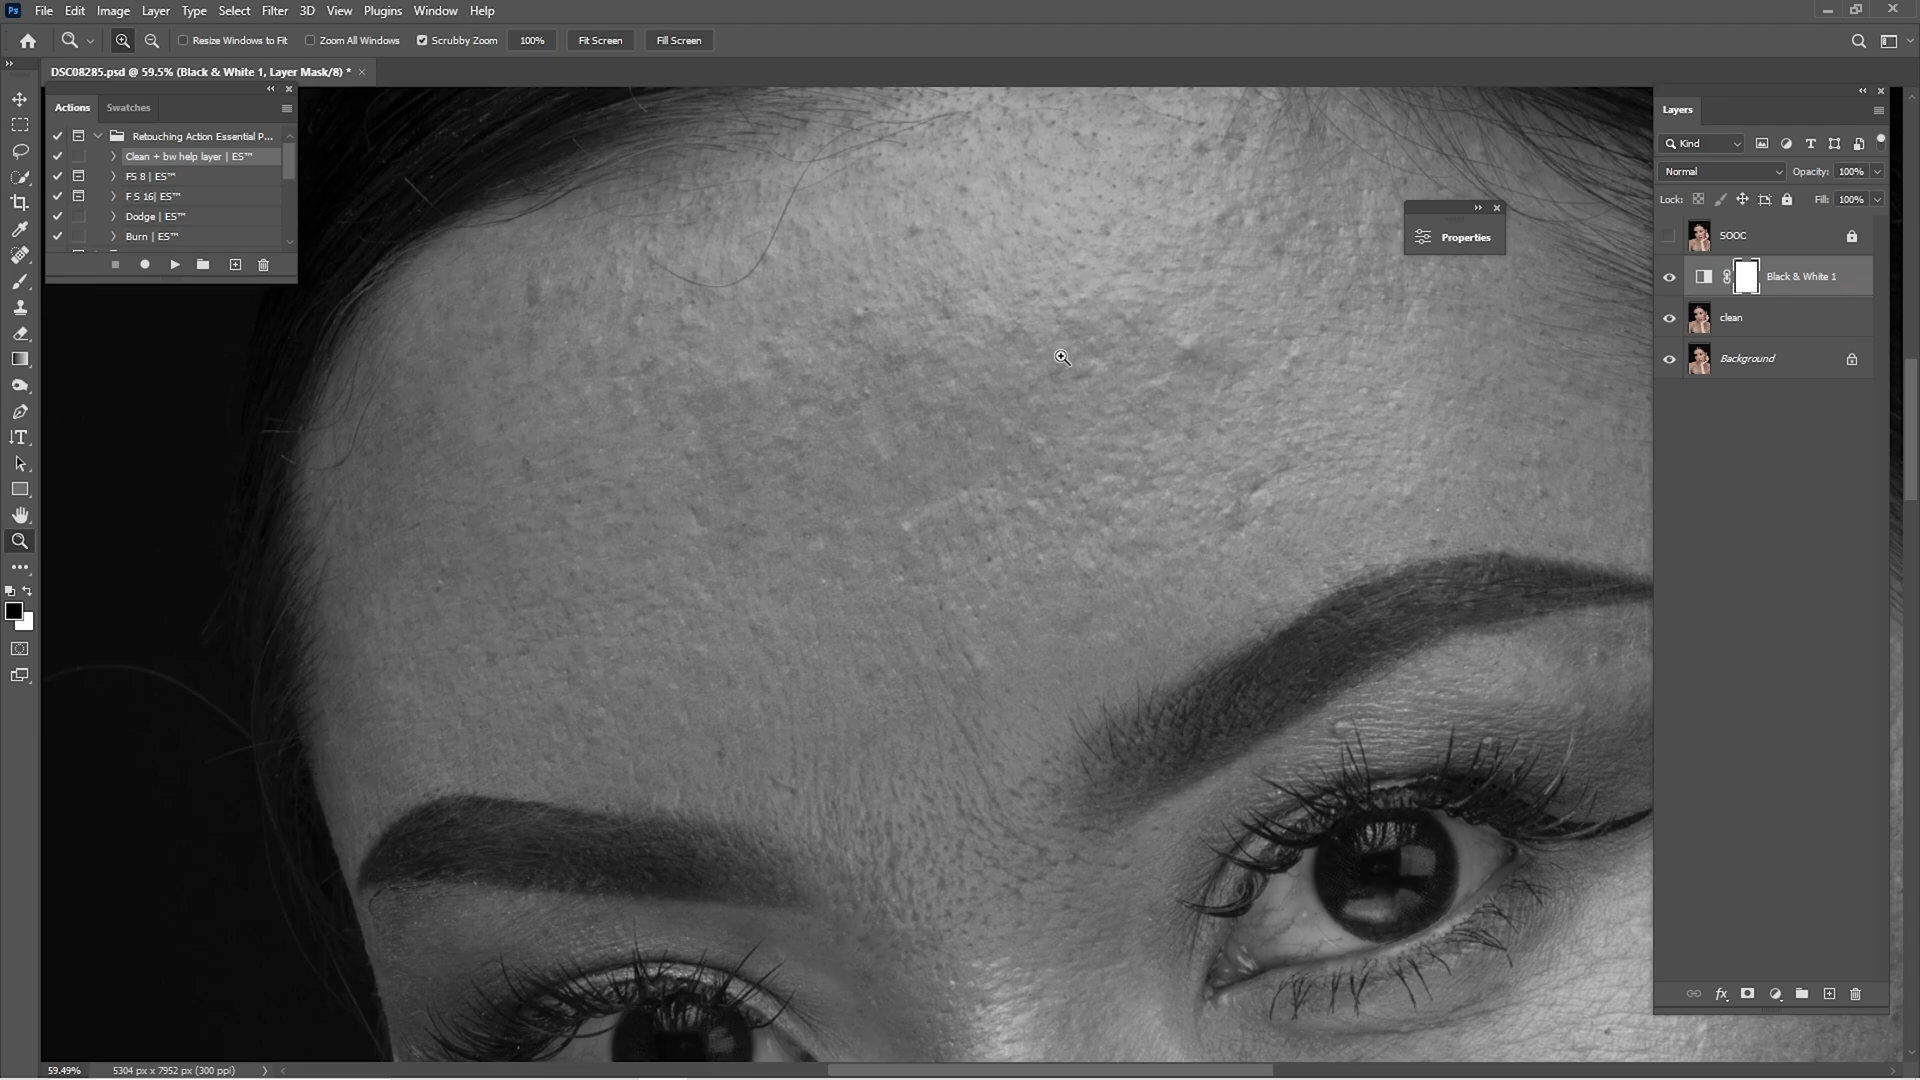 Ps File Edit Image Layer Type Select Filter 3D View Plugins Window Help
Resize Windows to Fit Zoom All Windows Scrubby Zoom 100% Fit Screen Fill Screen
DSC08285.psd @ 59.5% (Black & White 1, Layer Mask/8) *
Actions Swatches
Retouching Action Essential P...
Clean + bw help layer | ES™
FS 8 | ES™
F S 16| ES™
Dodge | ES™
Burn | ES™
Properties
Layers
Kind
Normal Opacity: 100%
Lock: Fill: 100%
SOOC
Black & White 1
clean
Background
fx
59.49% 5304 px x 7952 px (300 ppi)